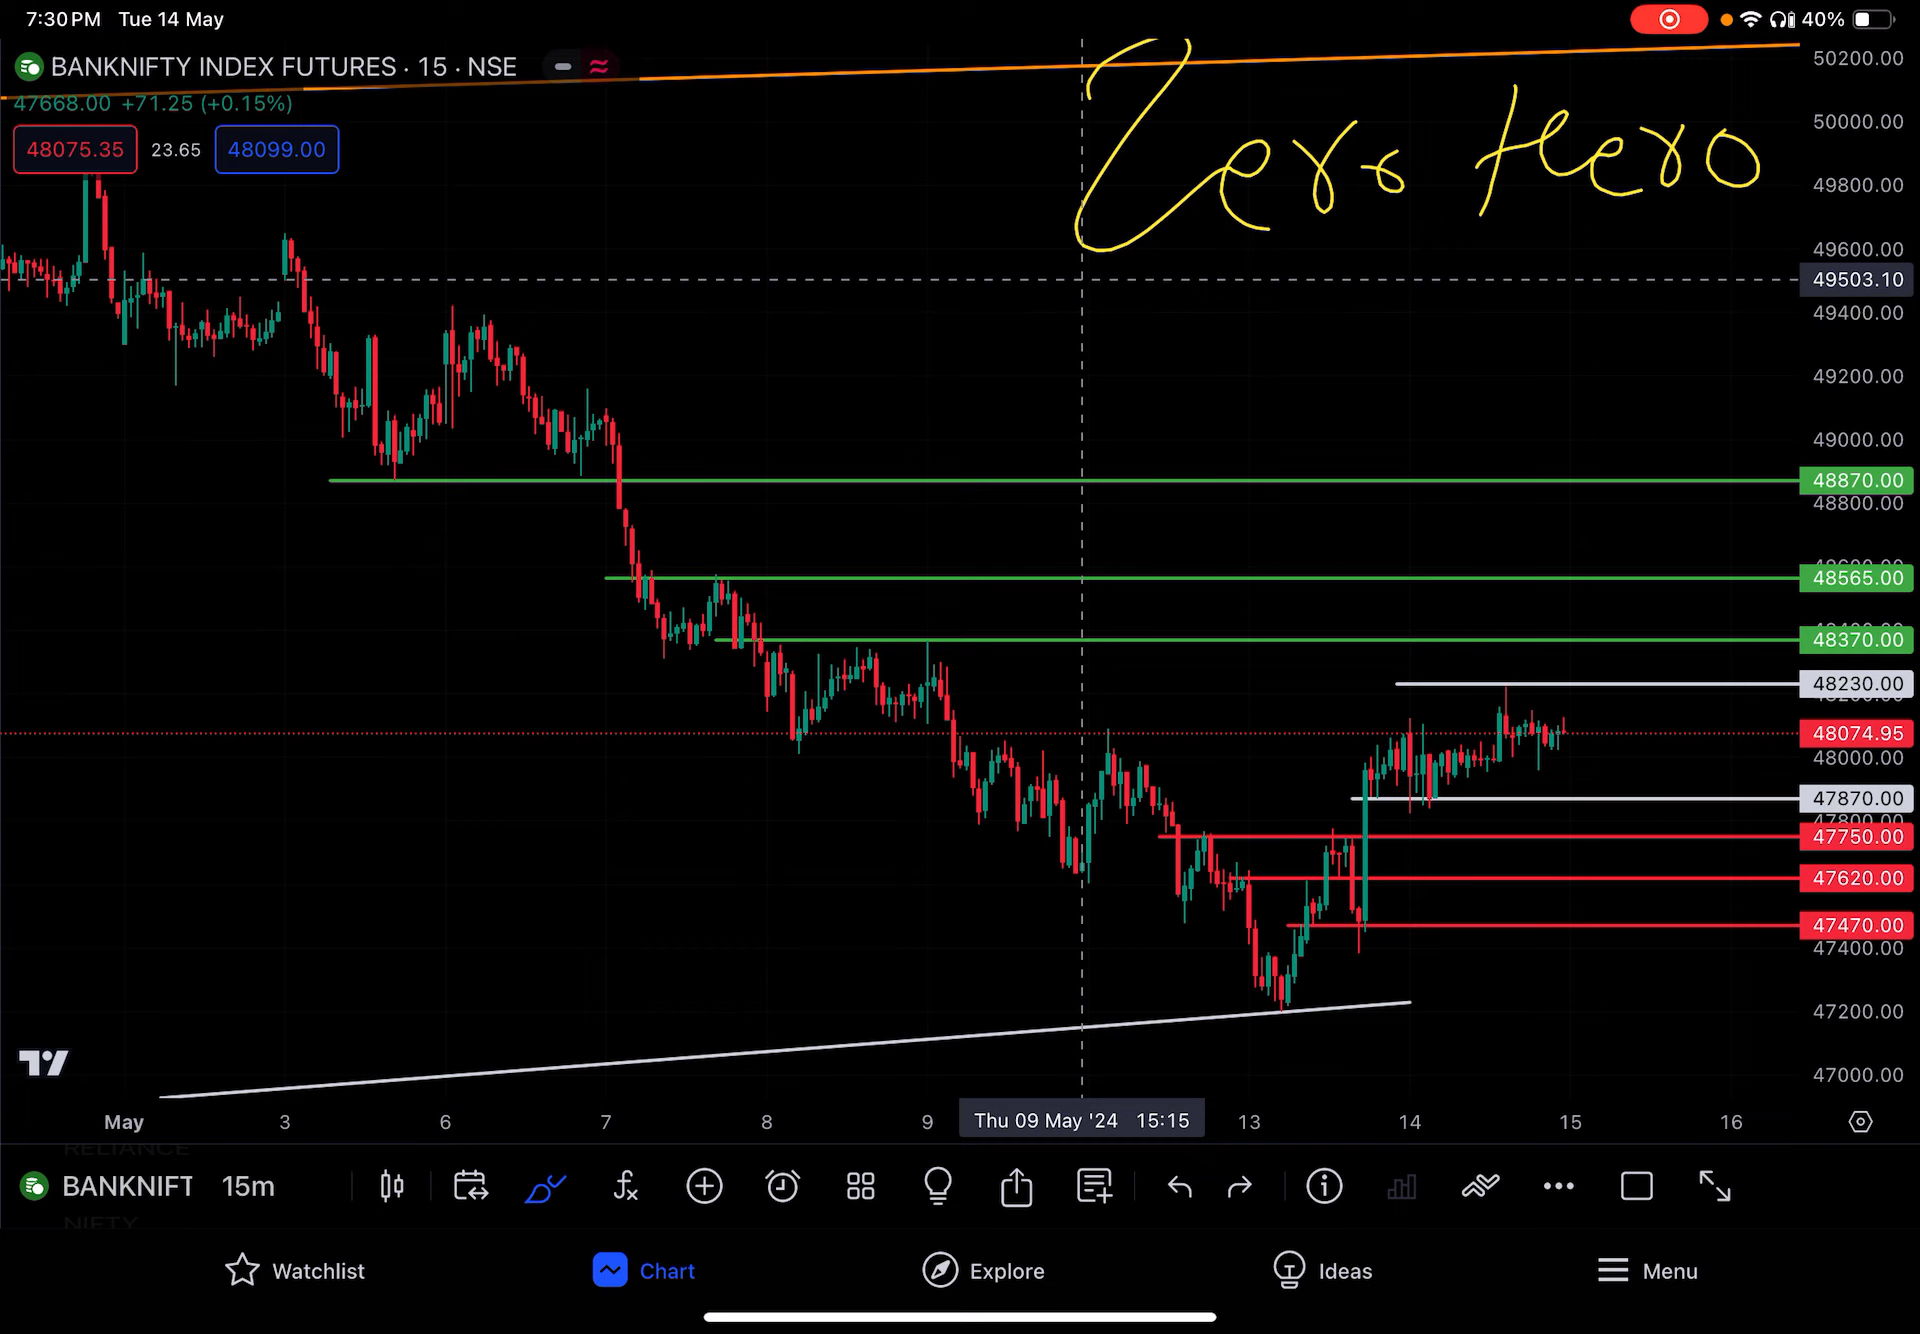 7:30 PM Tue 14 May
40%
BANKNIFTY INDEX FUTURES · 15 · NSE
47668.00 +71.25 (+0.15%)
48075.35 23.65 48099.00
Zero Hero
50200.00
50000.00
49800.00
49600.00
49503.10
49400.00
49200.00
49000.00
48870.00
48800.00
48565.00
48370.00
48230.00
48074.95
48000.00
47870.00
47750.00
47620.00
47470.00
47400.00
47200.00
47000.00
May 3 6 7 8 9 Thu 09 May '24 15:15 13 14 15 16
RELIANCE
BANKNIFT 15m
NIFTY
Watchlist Chart Explore Ideas Menu